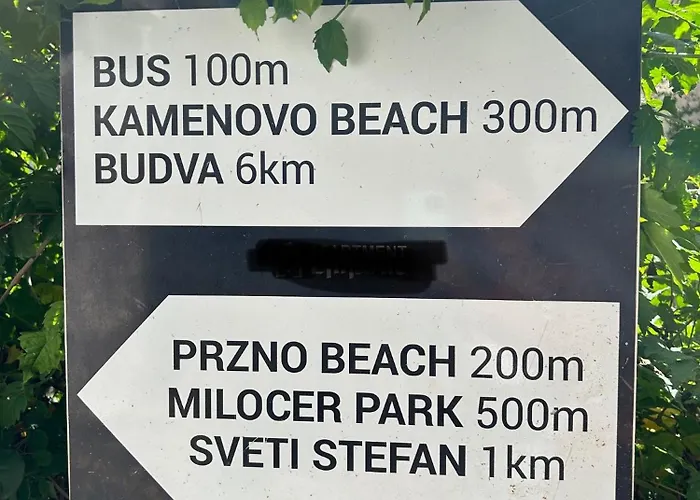 BUS 100m
KAMENOVO BEACH 300m
BUDVA 6km
PRZNO BEACH 200m
MILOCER PARK 500m
SVETI STEFAN 1km